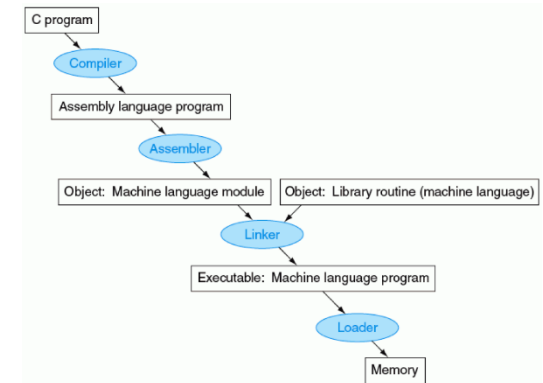 C program
Compiler
Assembly language program
Assembler
Object: Machine language module
Object: Library routine (machine language)
Linker
Executable: Machine language program
Loader
Memory